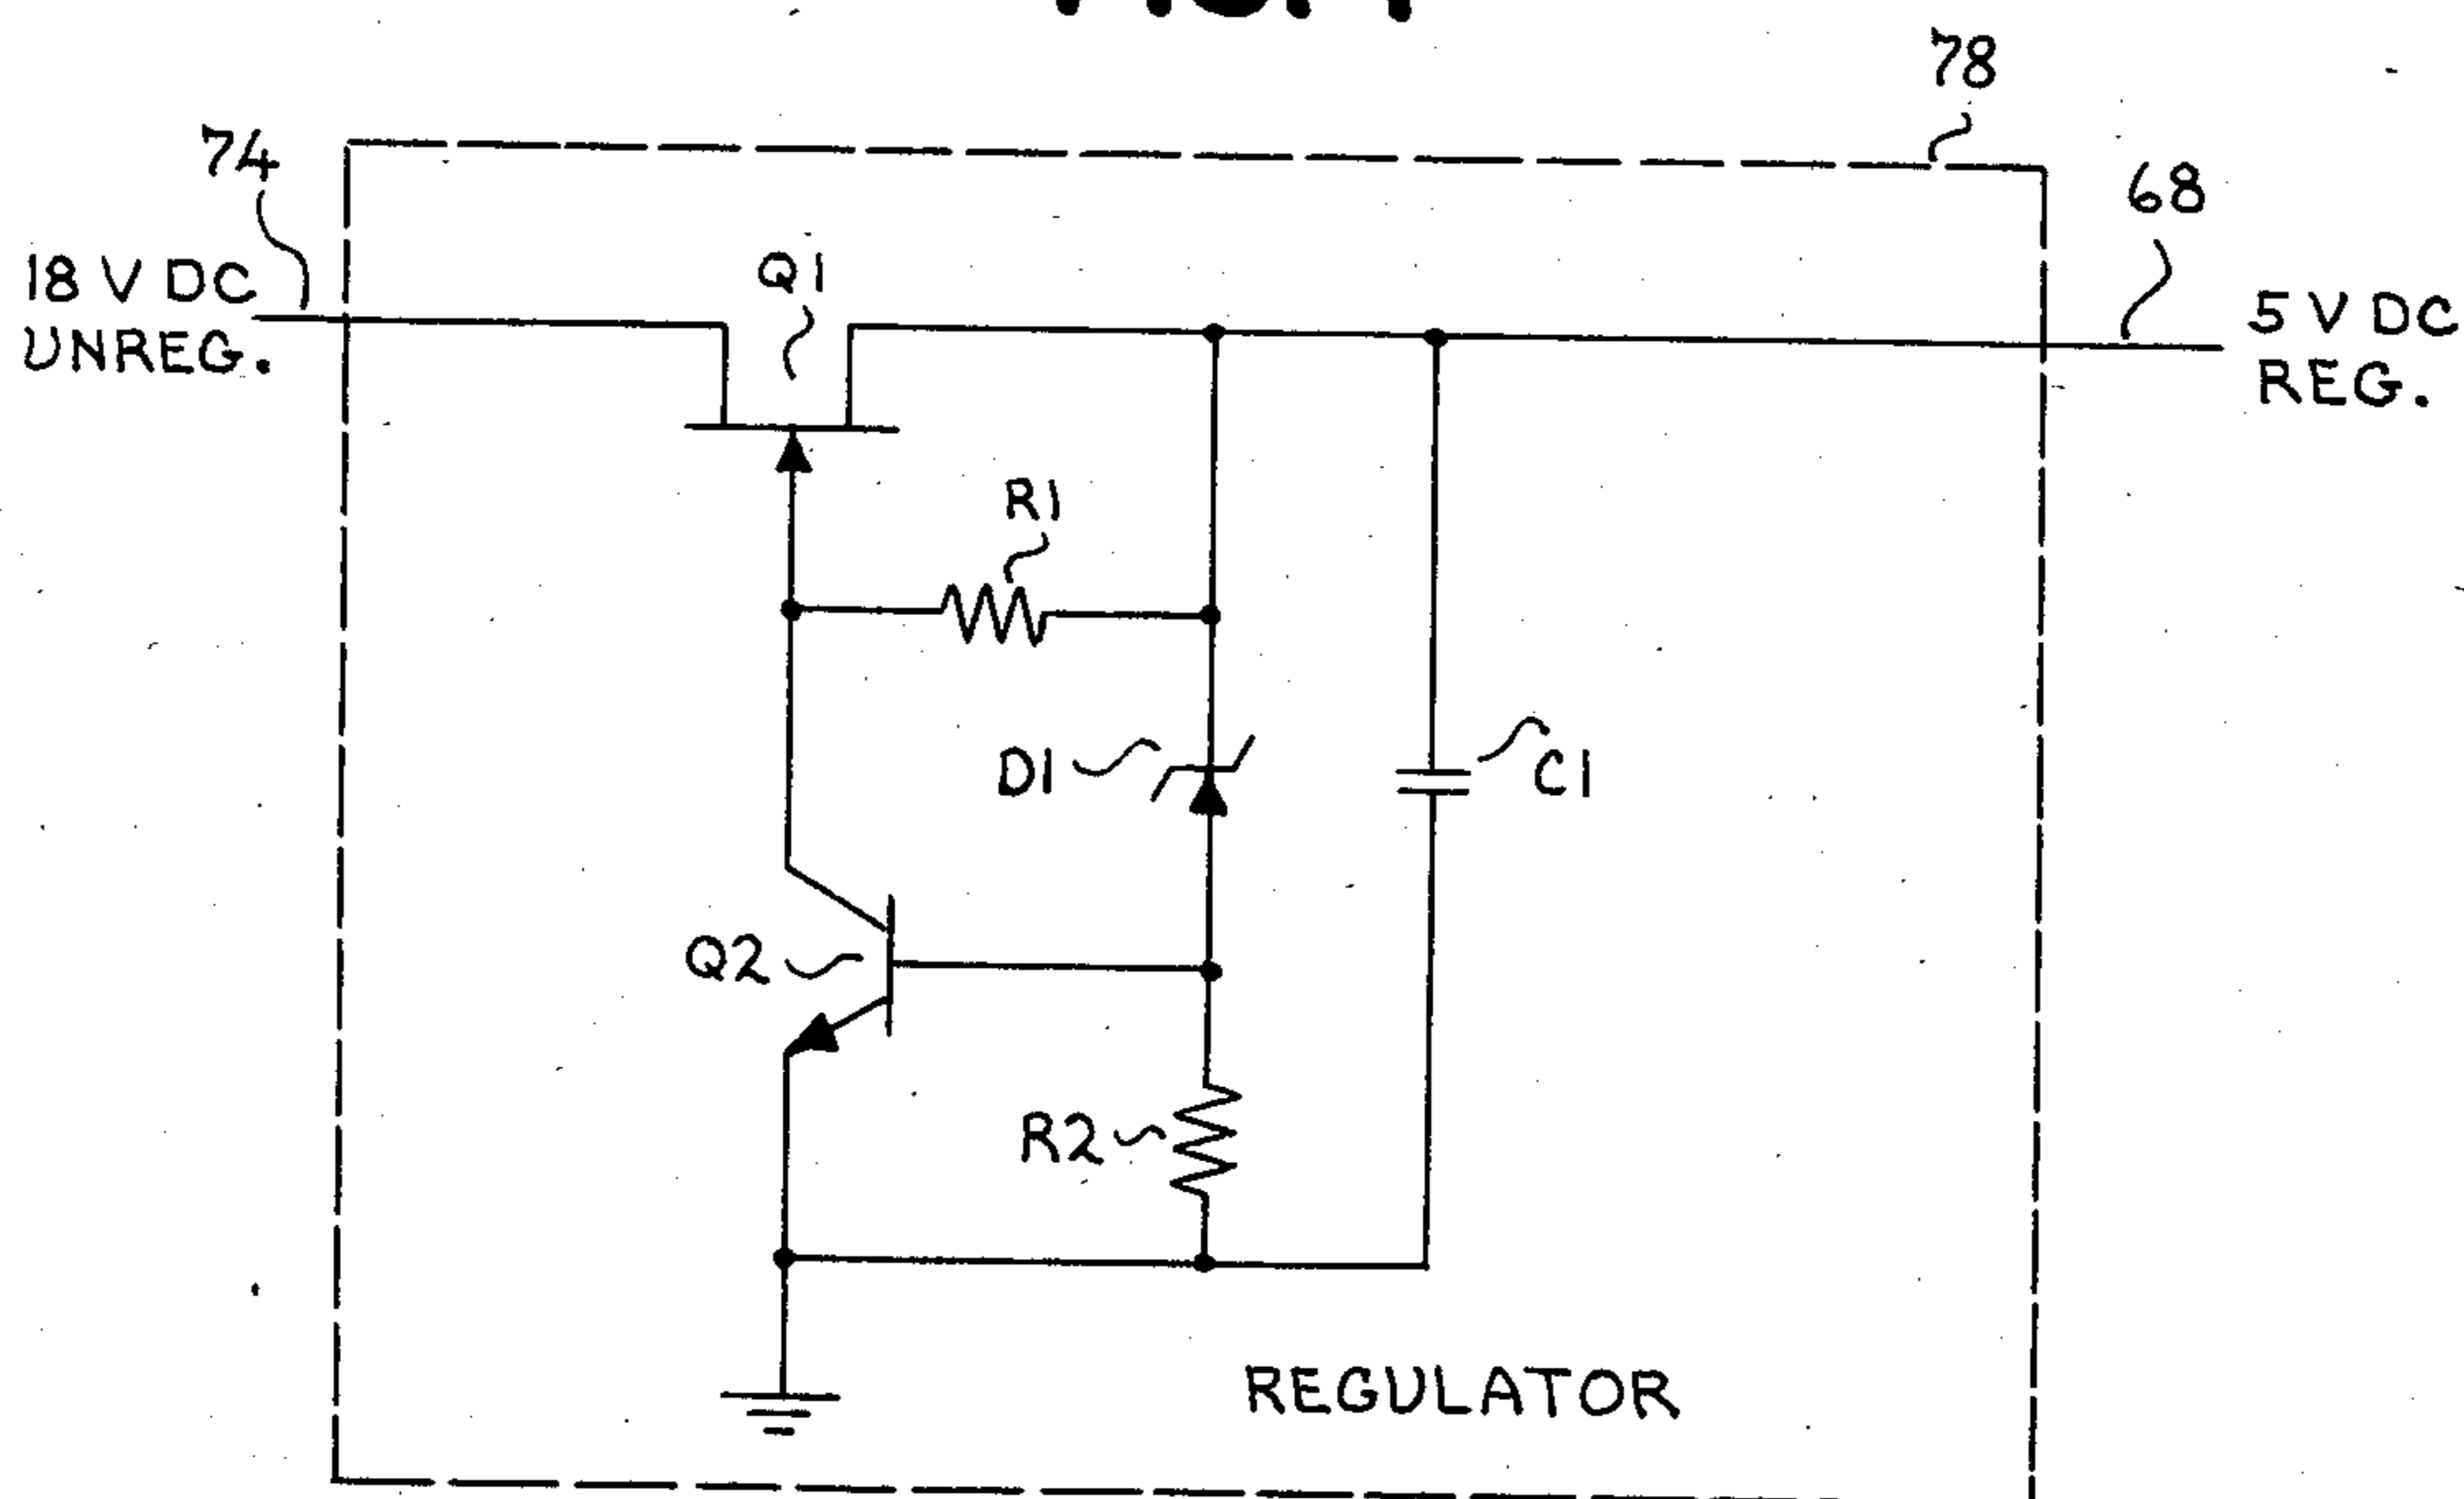 78
74
68
18 V DC
UNREG.
Q1
5 V DC
REG.
R1
D1
C1
Q2
R2
REGULATOR